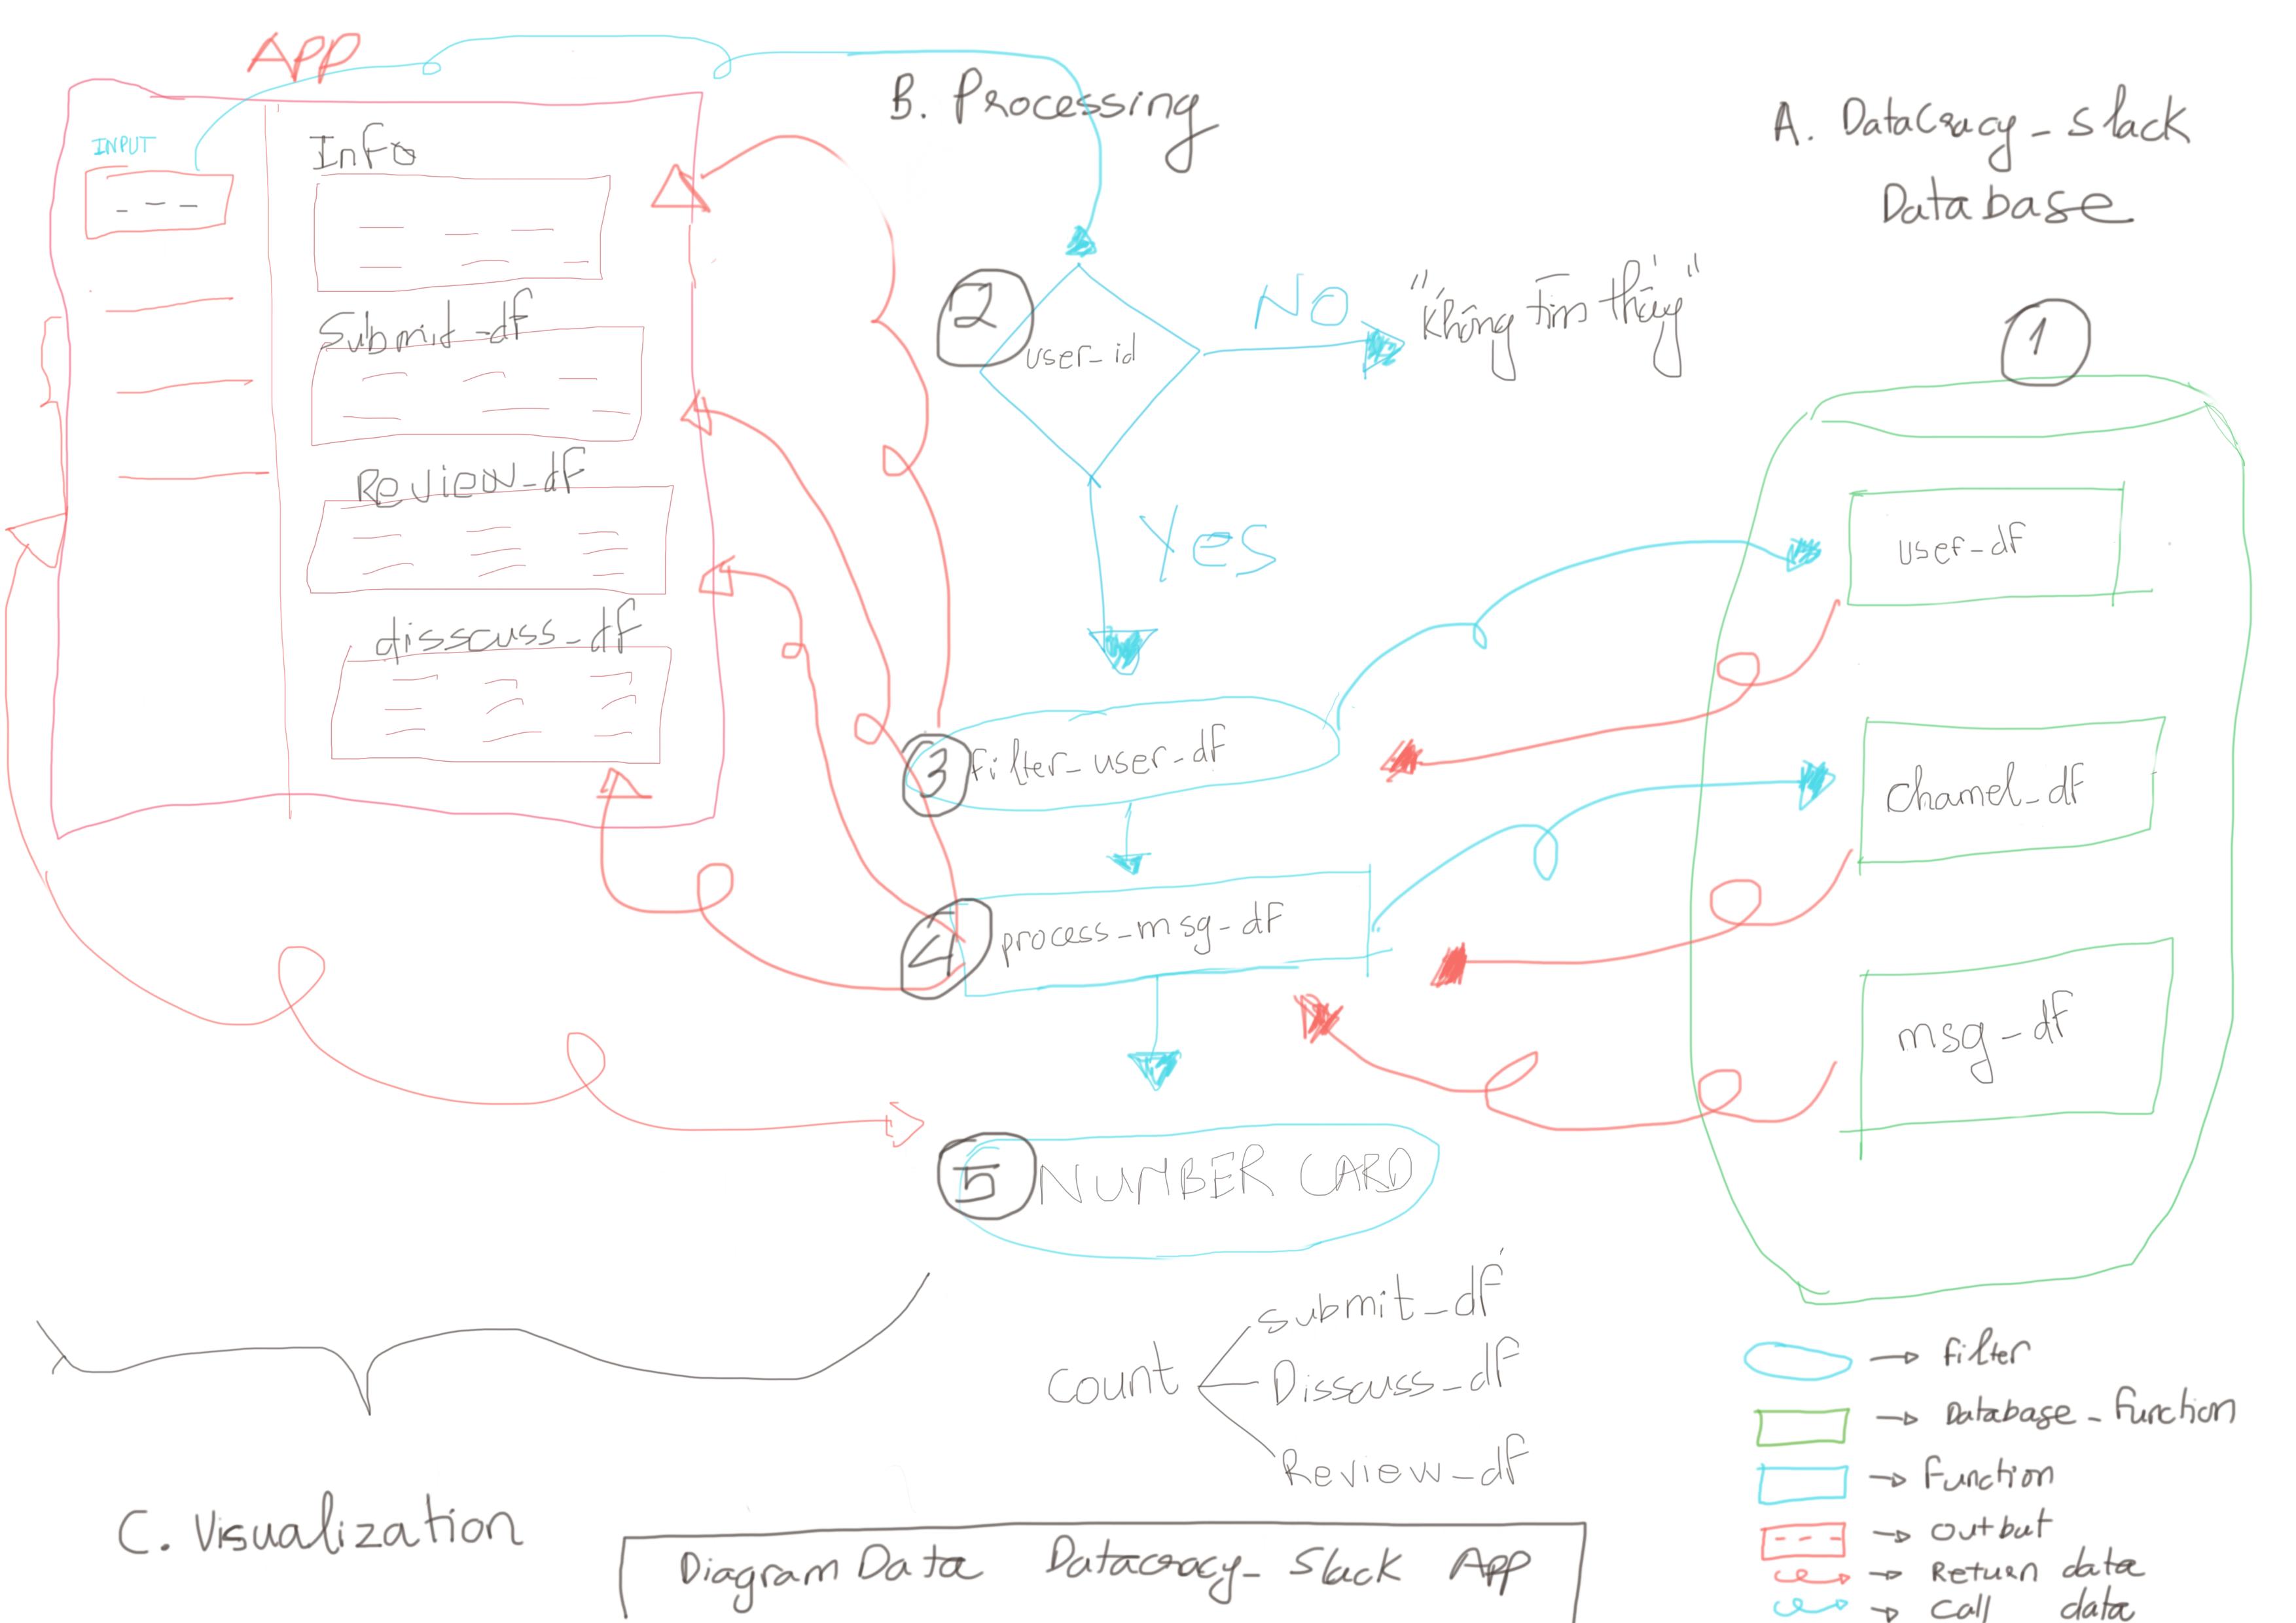 APP
INPUT
- - -
Info
Submit_df
Review_df
disscuss_df
B. Processing
2
user_id
NO
"Không tìm thấy"
Yes
3
filter_user_df
4
process_msg_df
5
NUMBER CARD
count
submit_df
Disscuss_df
Review_df
A. Datacracy_slack
Database
1
user_df
channel_df
msg_df
C. Visualization
Diagram Data Datacracy_Slack App
filter
Database_function
function
output
Return data
call data